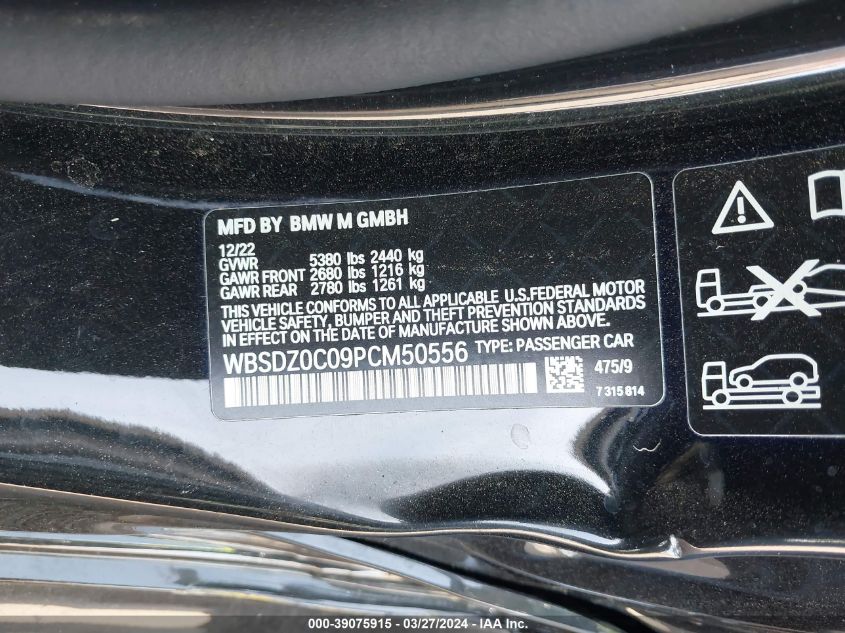 MFD BY BMW M GMBH
12/22
GVWR 5380 lbs 2440 kg
GAWR FRONT 2680 lbs 1216 kg
GAWR REAR 2780 lbs 1261 kg
THIS VEHICLE CONFORMS TO ALL APPLICABLE U.S.FEDERAL MOTOR
VEHICLE SAFETY, BUMPER AND THEFT PREVENTION STANDARDS
IN EFFECT ON THE DATE OF MANUFACTURE SHOWN ABOVE.
WBSDZ0C09PCM50556 TYPE: PASSENGER CAR
475/9
7 315 814
000-39075915 - 03/27/2024 - IAA Inc.